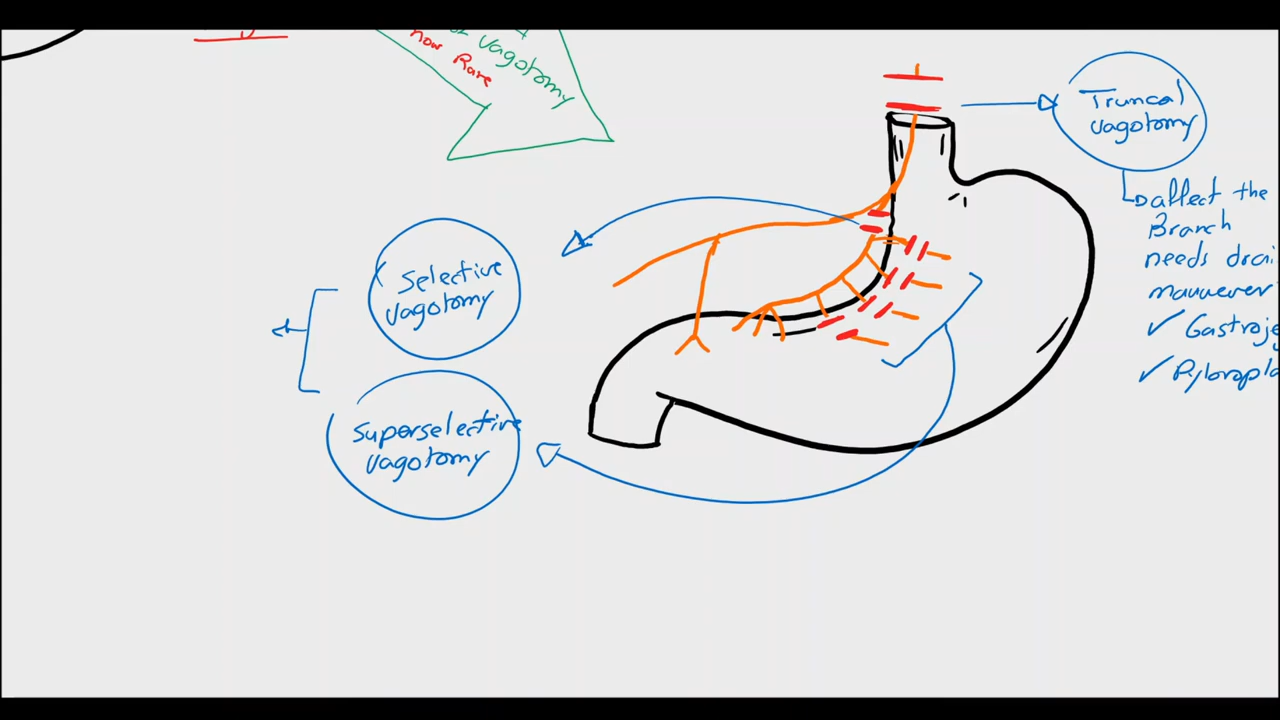 vagotomy
now Rare
Truncal
vagotomy
affect the
Branch
needs drai
maneuver
✓ Gastroje
✓ Pyloropla
Selective
vagotomy
Superselective
vagotomy